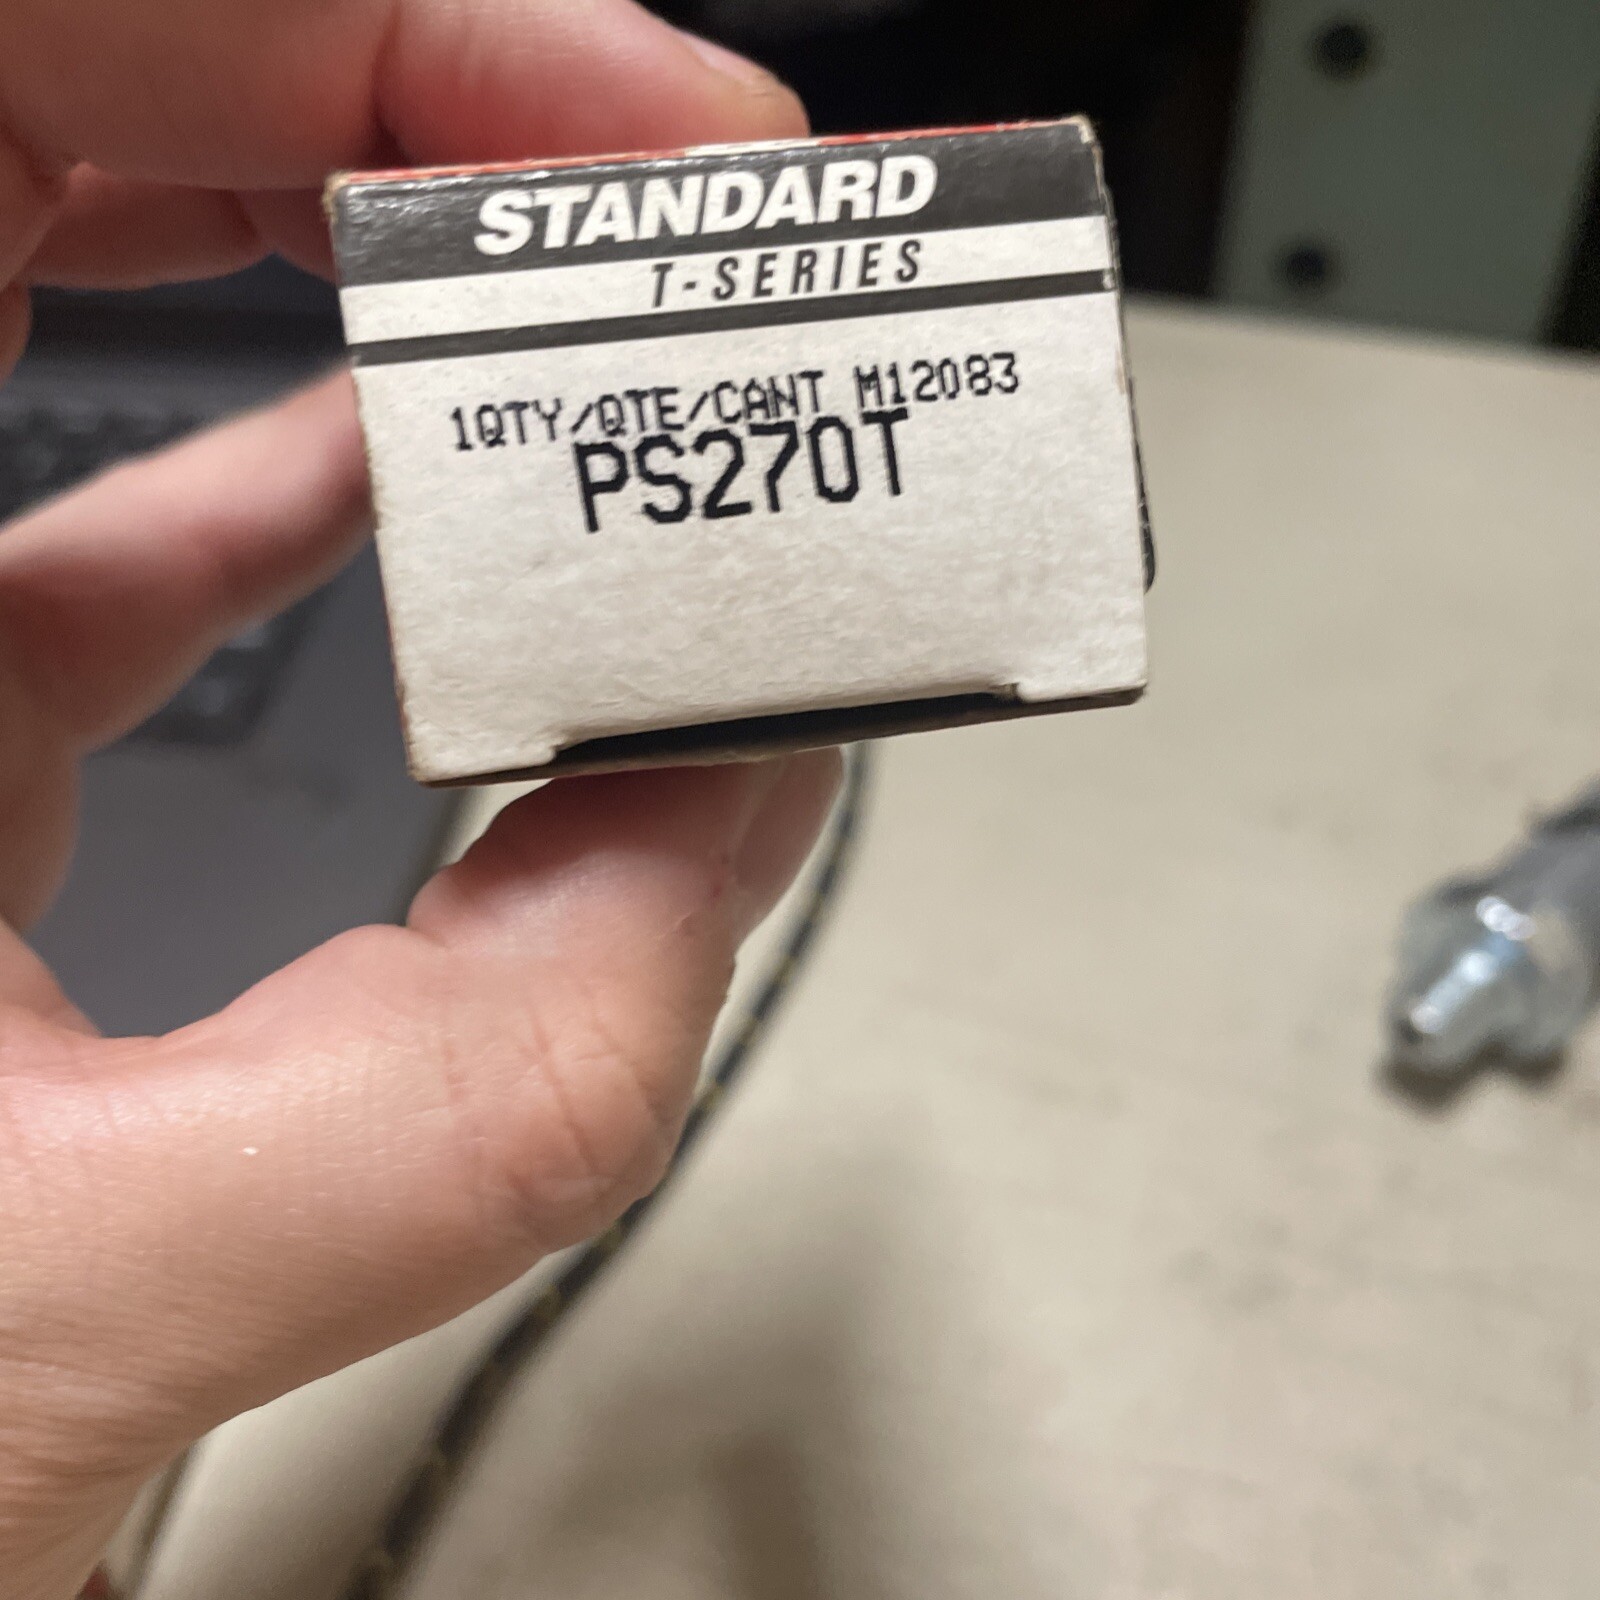 STANDARD
T-SERIES
1QTY/QTE/CANT M12083
PS270T